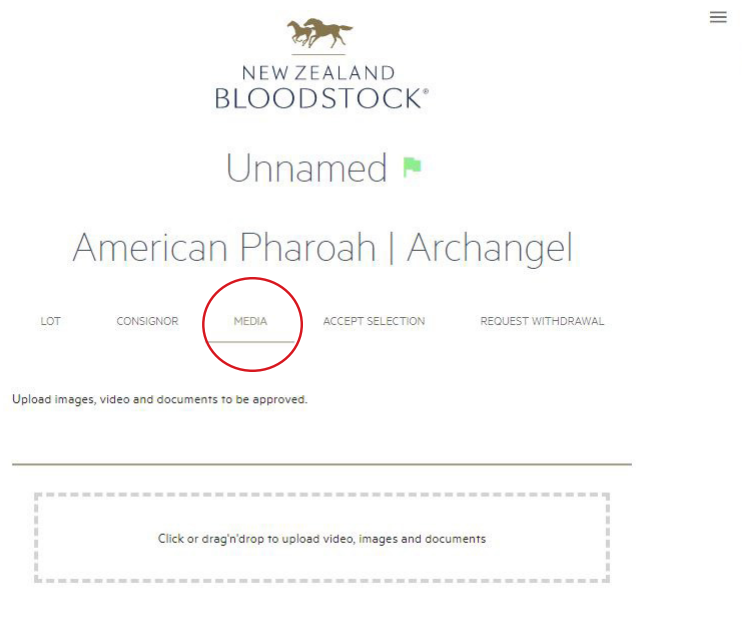 NEW ZEALAND
BLOODSTOCK®
Unnamed
American Pharoah | Archangel
LOT CONSIGNOR MEDIA ACCEPT SELECTION REQUEST WITHDRAWAL
Upload images, video and documents to be approved.
Click or drag'n'drop to upload video, images and documents